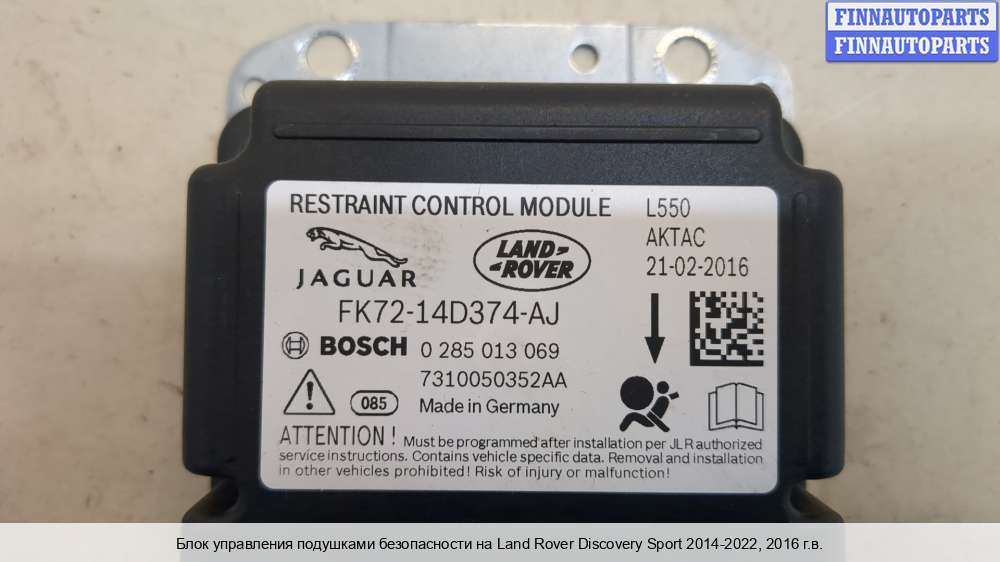 FINNAUTOPARTS
FINNAUTOPARTS
RESTRAINT CONTROL MODULE L550
AKTAC
21-02-2016
JAGUAR
LAND-
-ROVER
FK72-14D374-AJ
BOSCH 0 285 013 069
7310050352AA
085 Made in Germany
ATTENTION ! Must be programmed after installation per JLR authorized
service instructions. Contains vehicle specific data. Removal and installation
in other vehicles prohibited! Risk of injury or malfunction!
Блок управления подушками безопасности на Land Rover Discovery Sport 2014-2022, 2016 г.в.